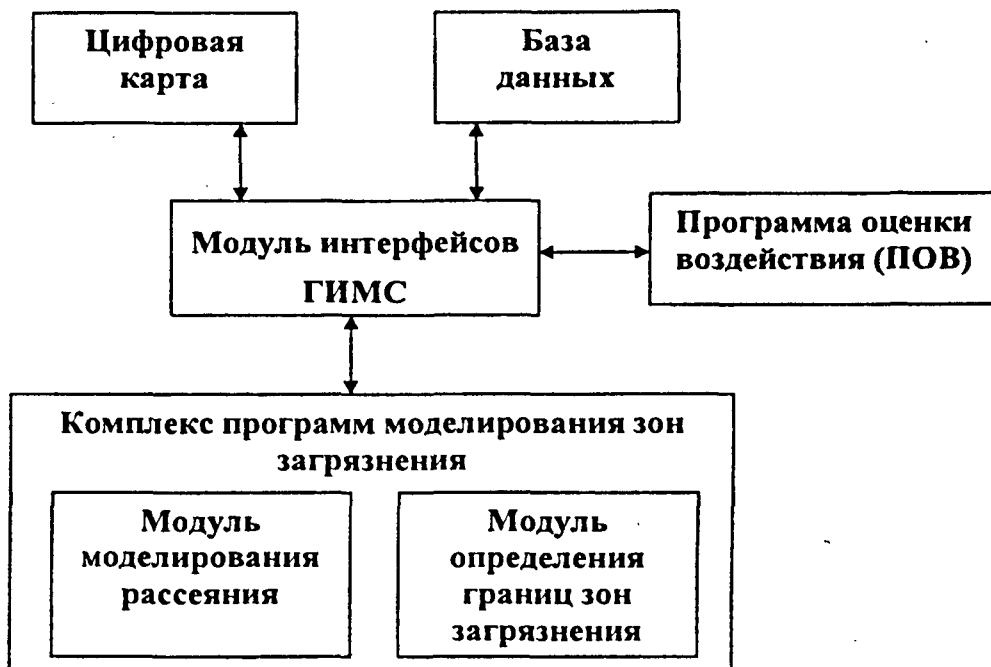 Цифровая
карта
База
данных
Модуль интерфейсов
ГИМС
Программа оценки
воздействия (ПОВ)
Комплекс программ моделирования зон
загрязнения
Модуль
моделирования
рассеяния
Модуль
определения
границ зон
загрязнения